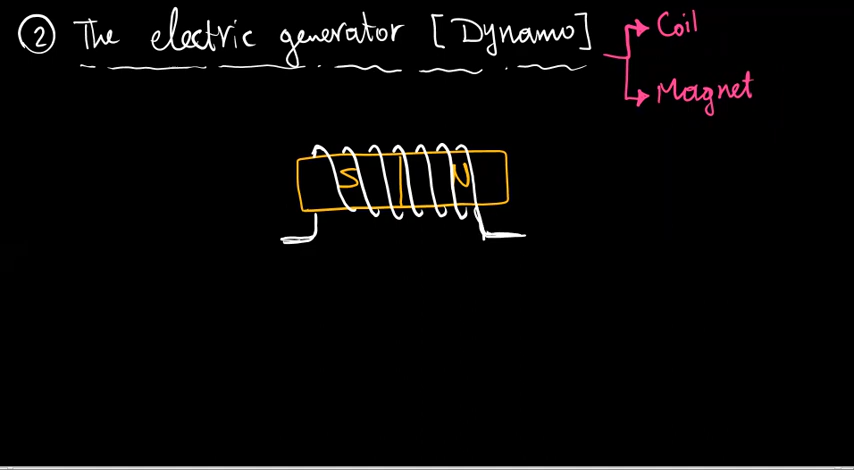 ② The electric generator [Dynamo]
Coil
Magnet
S N